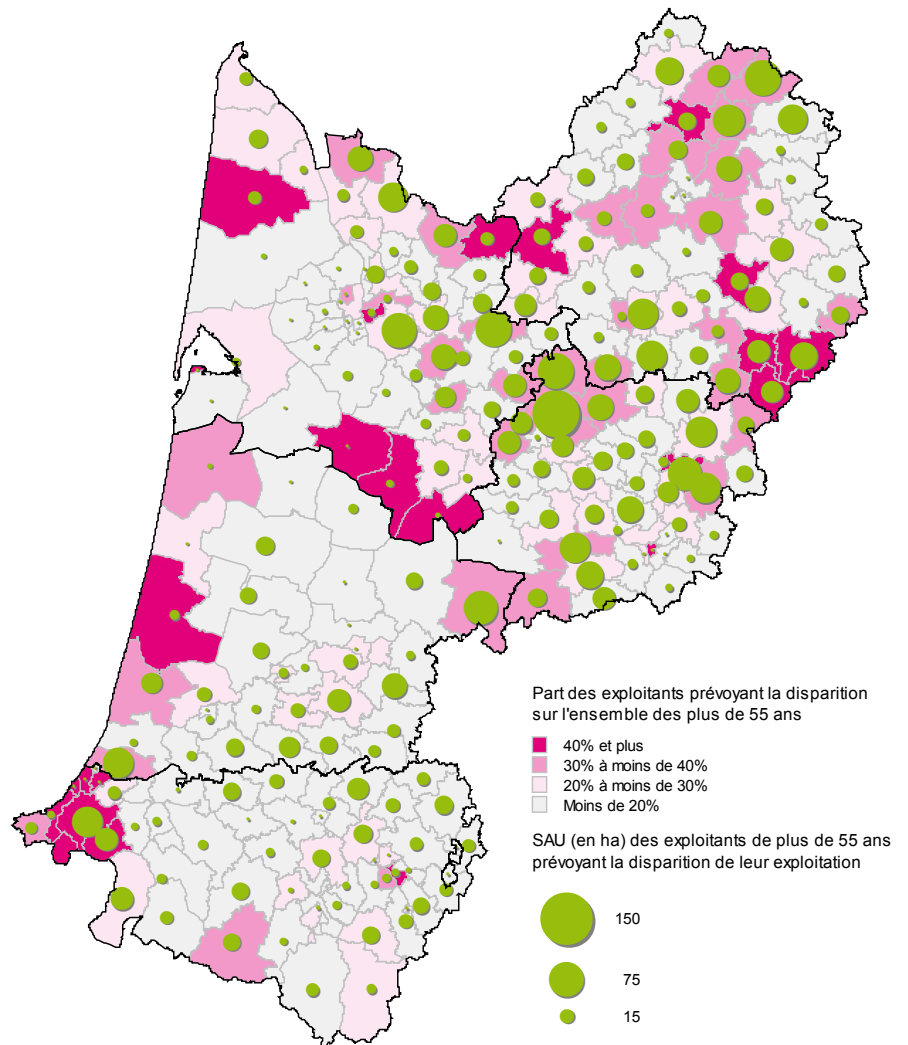 Part des exploitants prévoyant la disparition
sur l'ensemble des plus de 55 ans
40% et plus
30% à moins de 40%
20% à moins de 30%
Moins de 20%
SAU (en ha) des exploitants de plus de 55 ans
prévoyant la disparition de leur exploitation
150
75
15